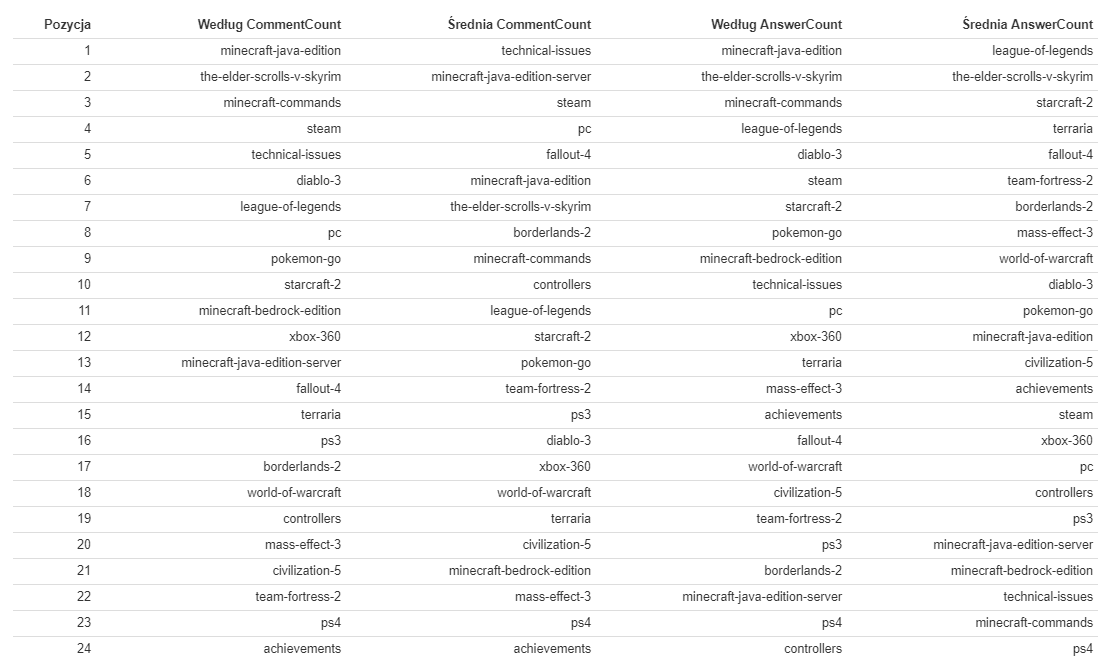 Pozycja Według CommentCount Średnia CommentCount Według AnswerCount Średnia AnswerCount
1 minecraft-java-edition technical-issues minecraft-java-edition league-of-legends
2 the-elder-scrolls-v-skyrim minecraft-java-edition-server the-elder-scrolls-v-skyrim the-elder-scrolls-v-skyrim
3 minecraft-commands steam minecraft-commands starcraft-2
4 steam pc league-of-legends terraria
5 technical-issues fallout-4 diablo-3 fallout-4
6 diablo-3 minecraft-java-edition steam team-fortress-2
7 league-of-legends the-elder-scrolls-v-skyrim starcraft-2 borderlands-2
8 pc borderlands-2 pokemon-go mass-effect-3
9 pokemon-go minecraft-commands minecraft-bedrock-edition world-of-warcraft
10 starcraft-2 controllers technical-issues diablo-3
11 minecraft-bedrock-edition league-of-legends pc pokemon-go
12 xbox-360 starcraft-2 xbox-360 minecraft-java-edition
13 minecraft-java-edition-server pokemon-go terraria civilization-5
14 fallout-4 team-fortress-2 mass-effect-3 achievements
15 terraria ps3 achievements steam
16 ps3 diablo-3 fallout-4 xbox-360
17 borderlands-2 xbox-360 world-of-warcraft pc
18 world-of-warcraft world-of-warcraft civilization-5 controllers
19 controllers terraria team-fortress-2 ps3
20 mass-effect-3 civilization-5 ps3 minecraft-java-edition-server
21 civilization-5 minecraft-bedrock-edition borderlands-2 minecraft-bedrock-edition
22 team-fortress-2 mass-effect-3 minecraft-java-edition-server technical-issues
23 ps4 ps4 ps4 minecraft-commands
24 achievements achievements controllers ps4